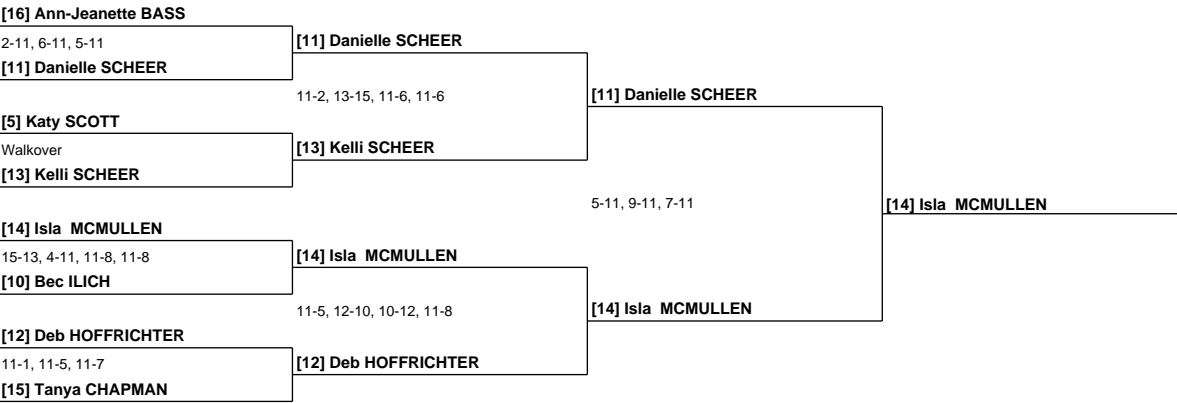 [16] Ann-Jeanette BASS
2-11, 6-11, 5-11
[11] Danielle SCHEER
[11] Danielle SCHEER
11-2, 13-15, 11-6, 11-6
[11] Danielle SCHEER
[5] Katy SCOTT
Walkover
[13] Kelli SCHEER
[13] Kelli SCHEER
5-11, 9-11, 7-11
[14] Isla  MCMULLEN
[14] Isla  MCMULLEN
15-13, 4-11, 11-8, 11-8
[14] Isla  MCMULLEN
[10] Bec ILICH
11-5, 12-10, 10-12, 11-8
[14] Isla  MCMULLEN
[12] Deb HOFFRICHTER
11-1, 11-5, 11-7
[12] Deb HOFFRICHTER
[15] Tanya CHAPMAN